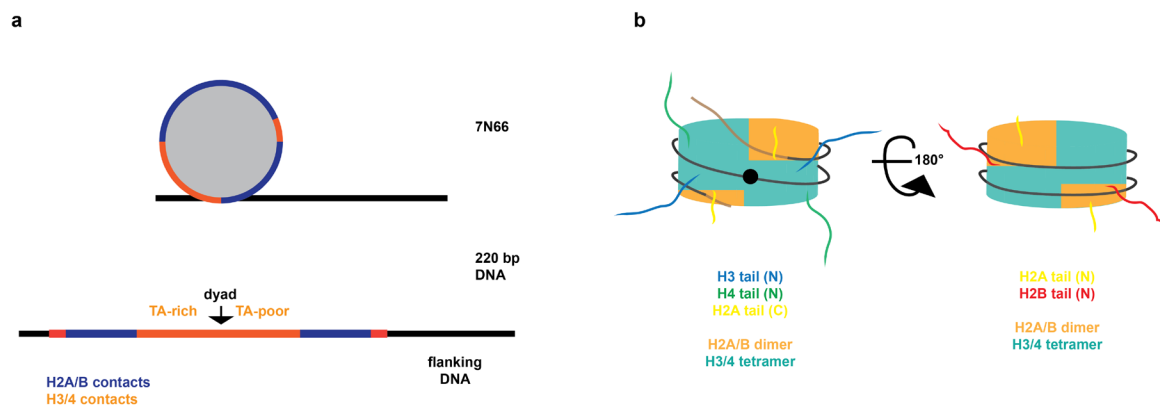 a
7N66
220 bp
DNA
dyad
TA-rich
TA-poor
flanking
DNA
H2A/B contacts
H3/4 contacts
b
180°
H3 tail (N)
H4 tail (N)
H2A tail (C)
H2A/B dimer
H3/4 tetramer
H2A tail (N)
H2B tail (N)
H2A/B dimer
H3/4 tetramer